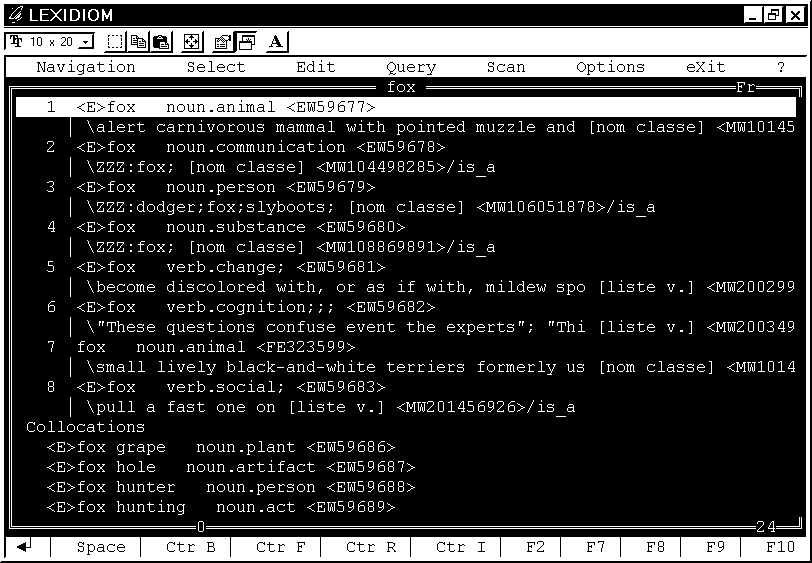 LEXIDIOM
10 x 20 A
Navigation Select Edit Query Scan Options eXit ?
fox Fr
1 <E>fox noun.animal <EW59677>
| \alert carnivorous mammal with pointed muzzle and [nom classe] <MW10145
2 <E>fox noun.communication <EW59678>
| \ZZZ:fox; [nom classe] <MW104498285>/is_a
3 <E>fox noun.person <EW59679>
| \ZZZ:dodger;fox;slyboots; [nom classe] <MW106051878>/is_a
4 <E>fox noun.substance <EW59680>
| \ZZZ:fox; [nom classe] <MW108869891>/is_a
5 <E>fox verb.change; <EW59681>
| \become discolored with, or as if with, mildew spo [liste v.] <MW200299
6 <E>fox verb.cognition;;; <EW59682>
| \"These questions confuse event the experts"; "Thi [liste v.] <MW200349
7 fox noun.animal <FE323599>
| \small lively black-and-white terriers formerly us [nom classe] <MW1014
8 <E>fox verb.social; <EW59683>
| \pull a fast one on [liste v.] <MW201456926>/is_a
Collocations
<E>fox grape noun.plant <EW59686>
<E>fox hole noun.artifact <EW59687>
<E>fox hunter noun.person <EW59688>
<E>fox hunting noun.act <EW59689>
0 24
Space Ctr B Ctr F Ctr R Ctr I F2 F7 F8 F9 F10